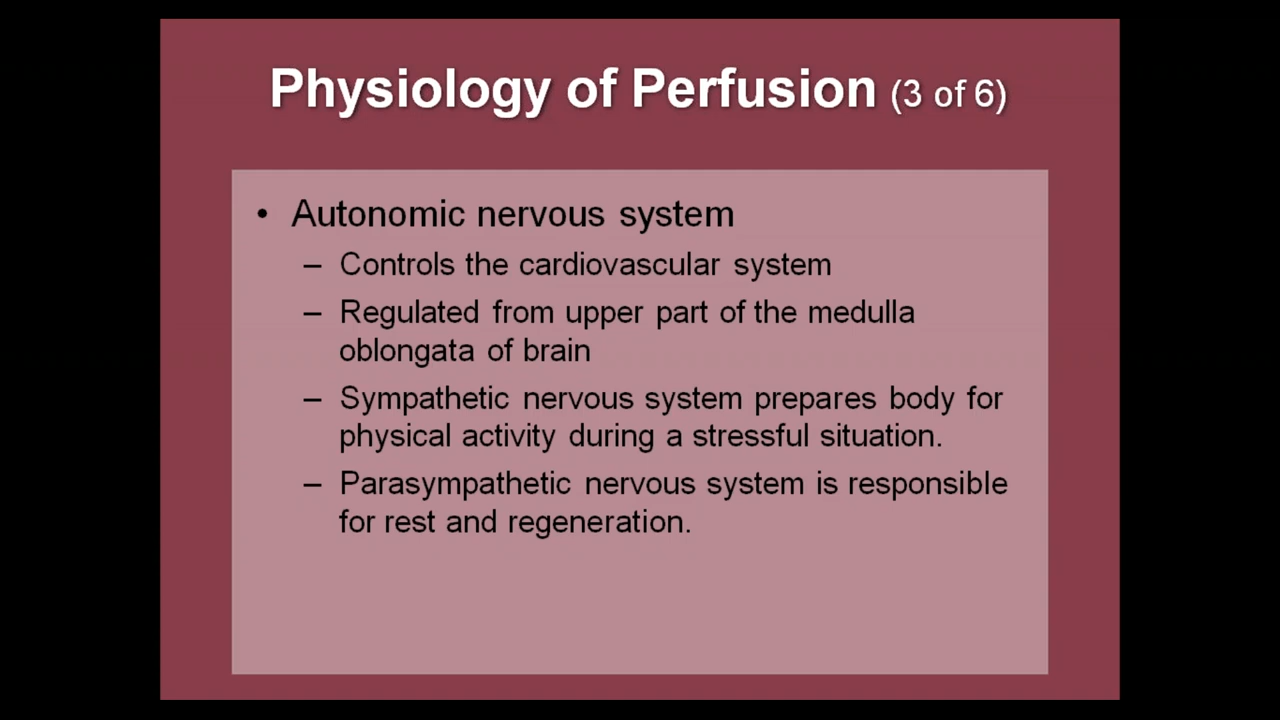 Physiology of Perfusion (3 of 6)
• Autonomic nervous system
– Controls the cardiovascular system
– Regulated from upper part of the medulla
oblongata of brain
– Sympathetic nervous system prepares body for
physical activity during a stressful situation.
– Parasympathetic nervous system is responsible
for rest and regeneration.